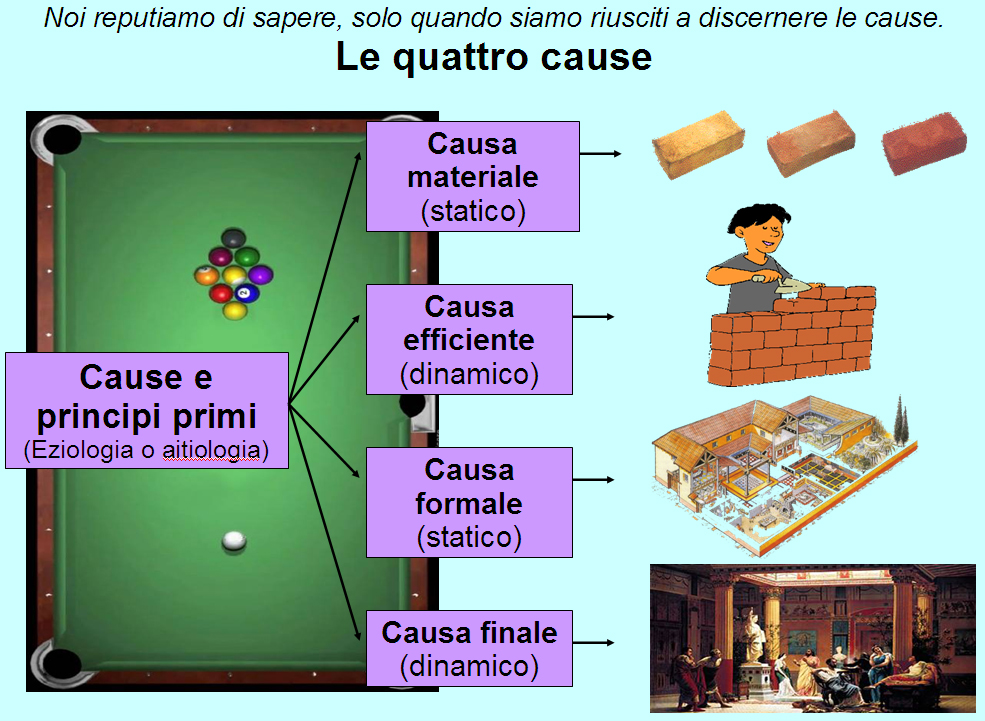 Noi reputiamo di sapere, solo quando siamo riusciti a discernere le cause.
Le quattro cause
Causa
materiale
(statico)
Causa
efficiente
(dinamico)
Cause e
principi primi
(Eziologia o aitiologia)
Causa
formale
(statico)
Causa finale
(dinamico)
2